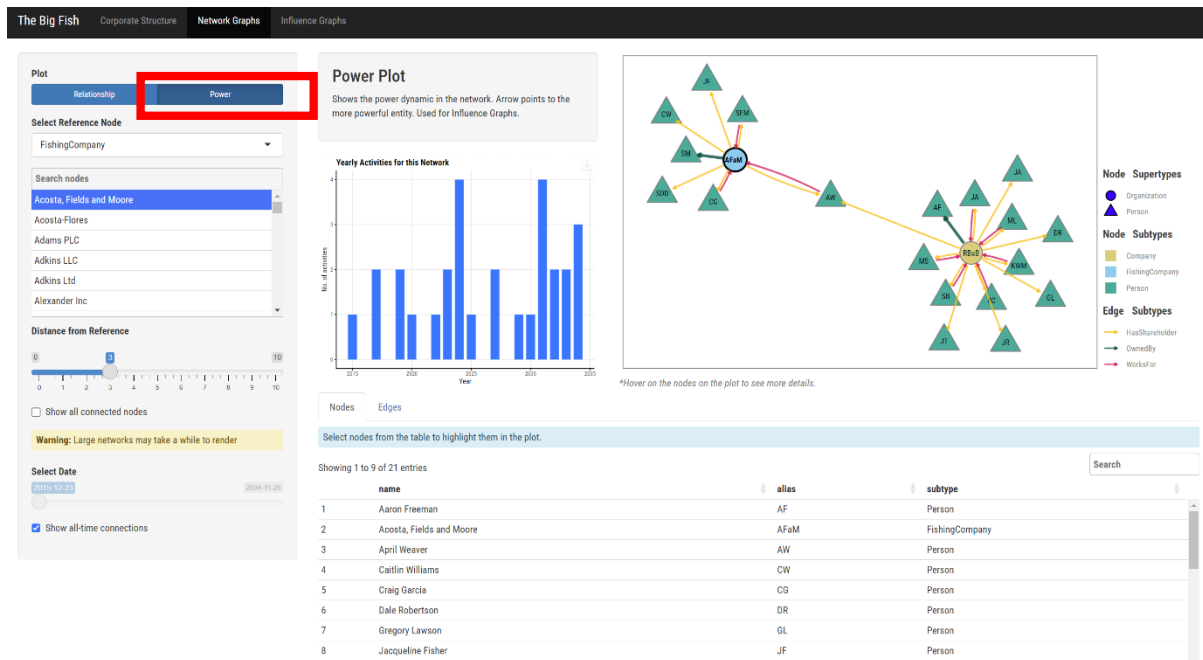 The Big Fish Corporate Structure Network Graphs Influence Graphs
Plot
Relationship Power
Select Reference Node
FishingCompany
Search nodes
Acosta, Fields and Moore
Acosta-Flores
Adams PLC
Adkins LLC
Adkins Ltd
Alexander Inc
Distance from Reference
0 3 10
0 1 2 3 4 5 6 7 8 9 10
Show all connected nodes
Warning: Large networks may take a while to render
Select Date
2015-12-23 2034-11-25
Show all-time connections
Power Plot
Shows the power dynamic in the network. Arrow points to the
more powerful entity. Used for Influence Graphs.
Yearly Activities for this Network
No. of activities
4
3
2
1
0
2015 2020 2025 2030 2035
Year
JF
CW
SEM
SM
AFaM
SDD
CG
AW
JA
AF
JA
ML
DR
RBaB
MS
KWM
SB
GL
JT
JR
Node Supertypes
Organization
Person
Node Subtypes
Company
FishingCompany
Person
Edge Subtypes
HasShareholder
OwnedBy
WorksFor
*Hover on the nodes on the plot to see more details.
Nodes Edges
Select nodes from the table to highlight them in the plot.
Showing 1 to 9 of 21 entries
Search
name alias subtype
1 Aaron Freeman AF Person
2 Acosta, Fields and Moore AFaM FishingCompany
3 April Weaver AW Person
4 Caitlin Williams CW Person
5 Craig Garcia CG Person
6 Dale Robertson DR Person
7 Gregory Lawson GL Person
8 Jacqueline Fisher JF Person